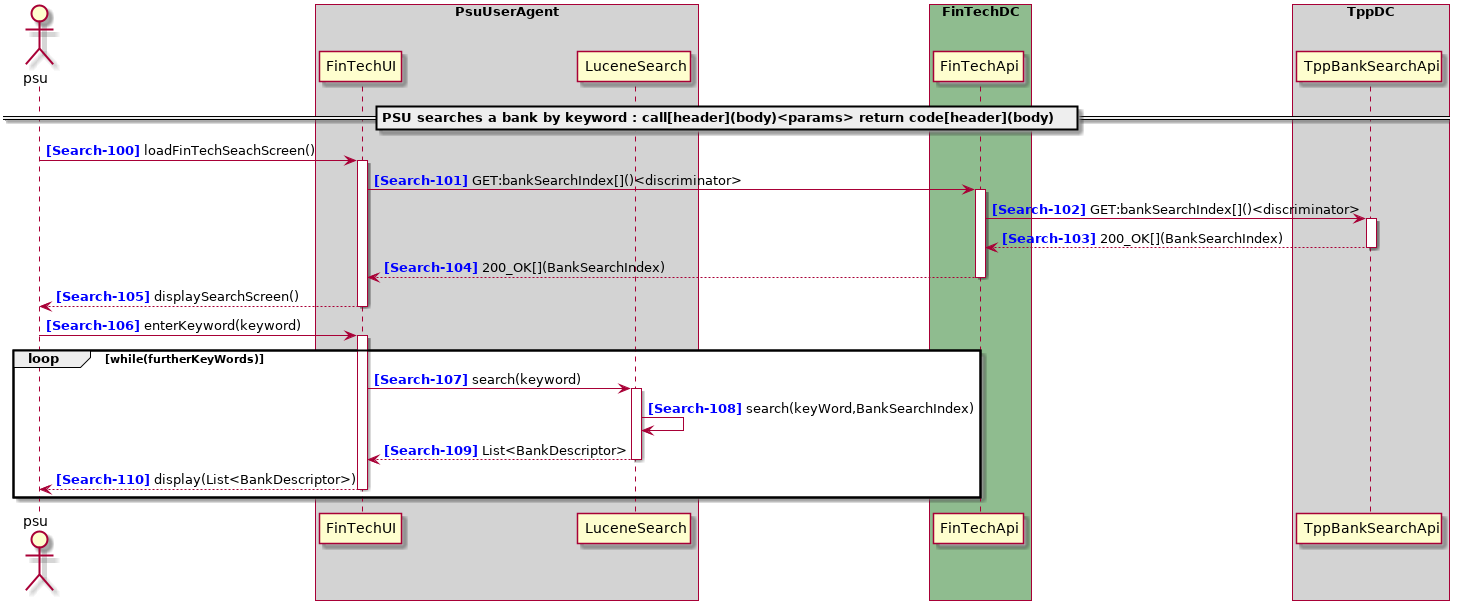 PsuUserAgent
FinTechDC
TppDC
psu
FinTechUI
LuceneSearch
FinTechApi
TppBankSearchApi
PSU searches a bank by keyword : call[header](body)<params> return code[header](body)
[Search-100] loadFinTechSeachScreen()
[Search-101] GET:bankSearchIndex[]()<discriminator>
[Search-102] GET:bankSearchIndex[]()<discriminator>
[Search-103] 200_OK[](BankSearchIndex)
[Search-104] 200_OK[](BankSearchIndex)
[Search-105] displaySearchScreen()
[Search-106] enterKeyword(keyword)
loop [while(furtherKeyWords)]
[Search-107] search(keyword)
[Search-108] search(keyWord,BankSearchIndex)
[Search-109] List<BankDescriptor>
[Search-110] display(List<BankDescriptor>)
psu
FinTechUI
LuceneSearch
FinTechApi
TppBankSearchApi